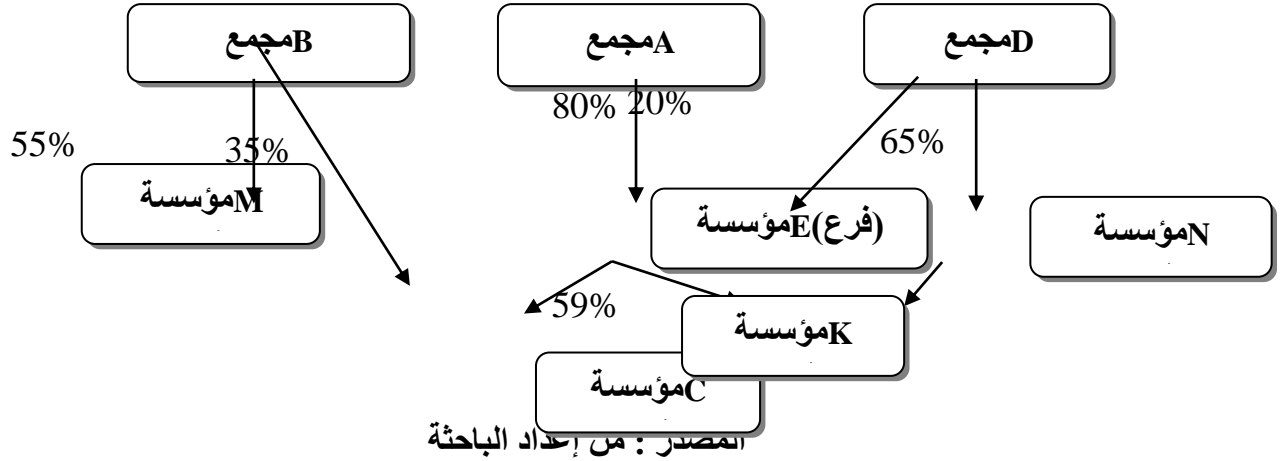 مجمعB
مجمعA
مجمعD
80%
20%
55%
35%
65%
مؤسسةM
مؤسسةE(فرع)
مؤسسةN
59%
مؤسسةK
مؤسسةC
المصدر : من إعداد الباحثة